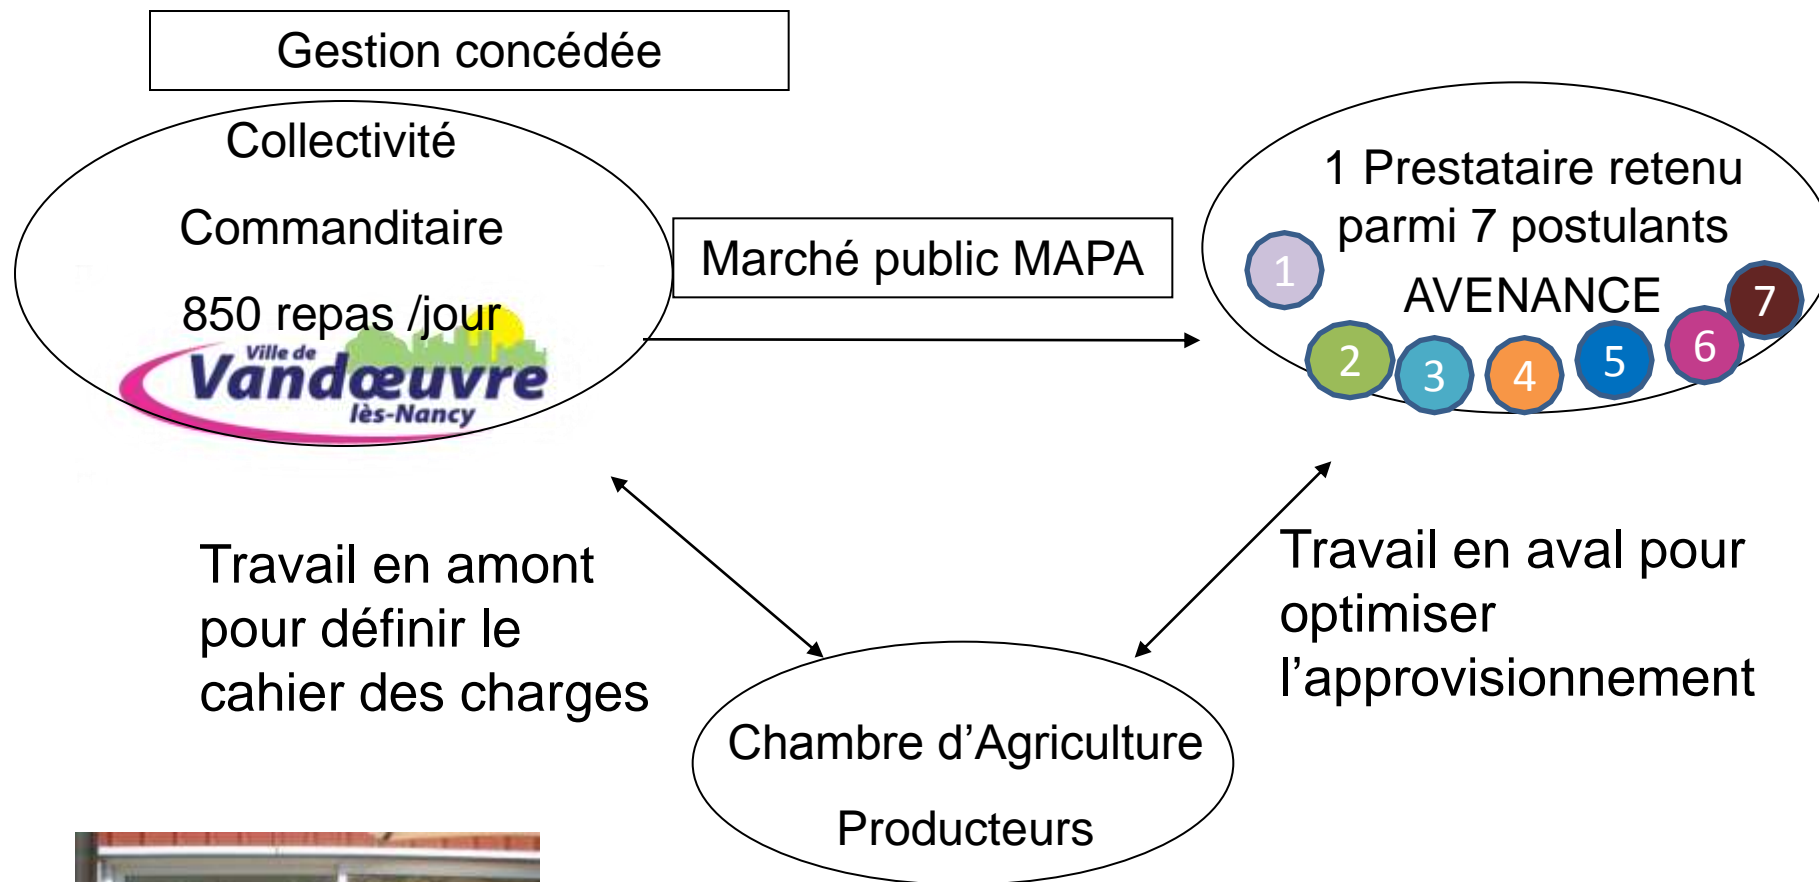 Gestion concédée
Collectivité
Commanditaire
850 repas /jour
Ville de
Vandœuvre
lès-Nancy
Marché public MAPA
1 Prestataire retenu
parmi 7 postulants
AVENANCE
1
2
3
4
5
6
7
Travail en amont
pour définir le
cahier des charges
Travail en aval pour
optimiser
l’approvisionnement
Chambre d’Agriculture
Producteurs